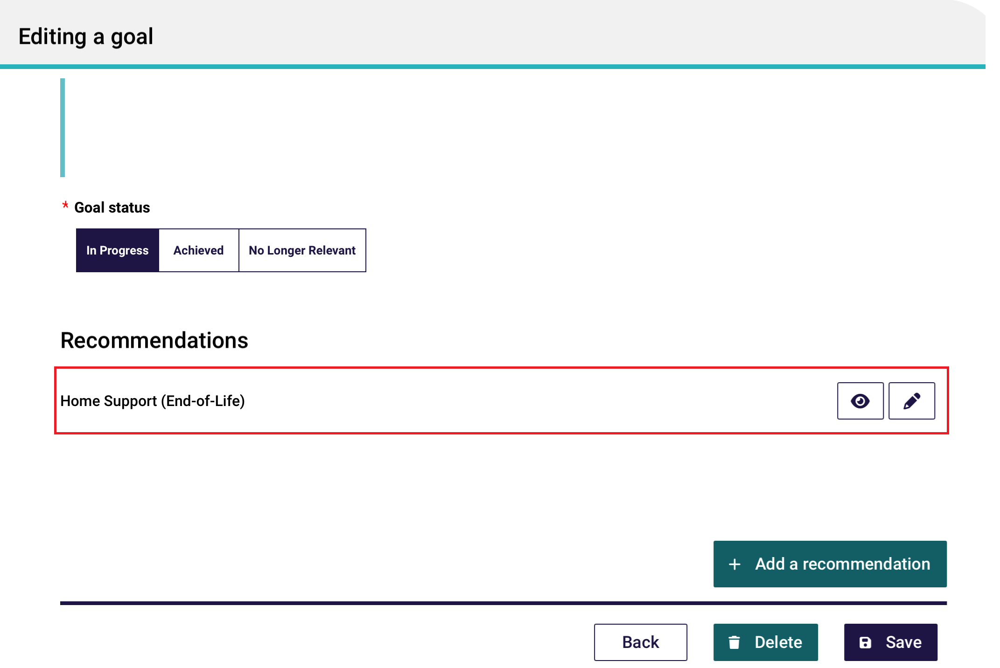 Editing a goal
* Goal status
In Progress
Achieved
No Longer Relevant
Recommendations
Home Support (End-of-Life)
+ Add a recommendation
Back
Delete
Save